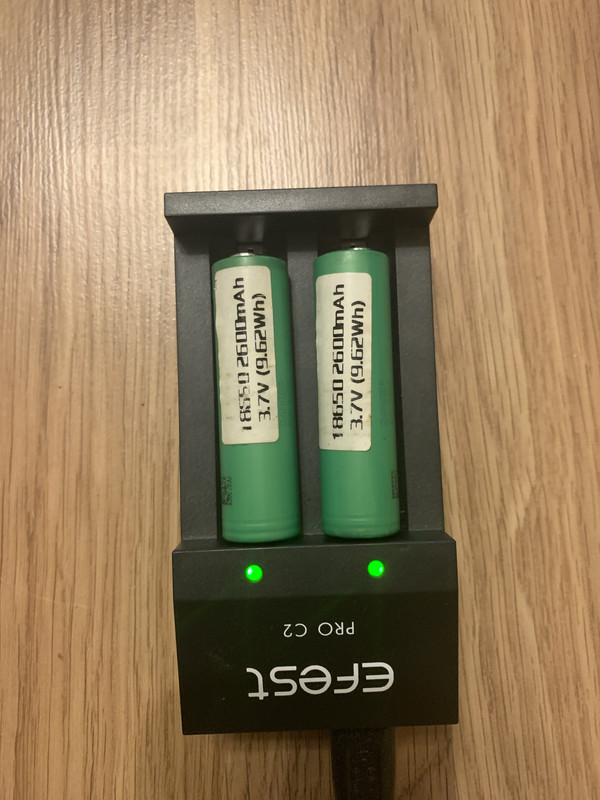 18650 2600mAh
3.7V (9.62Wh)
18650 2600mAh
3.7V (9.62Wh)
PRO C2
EFEST